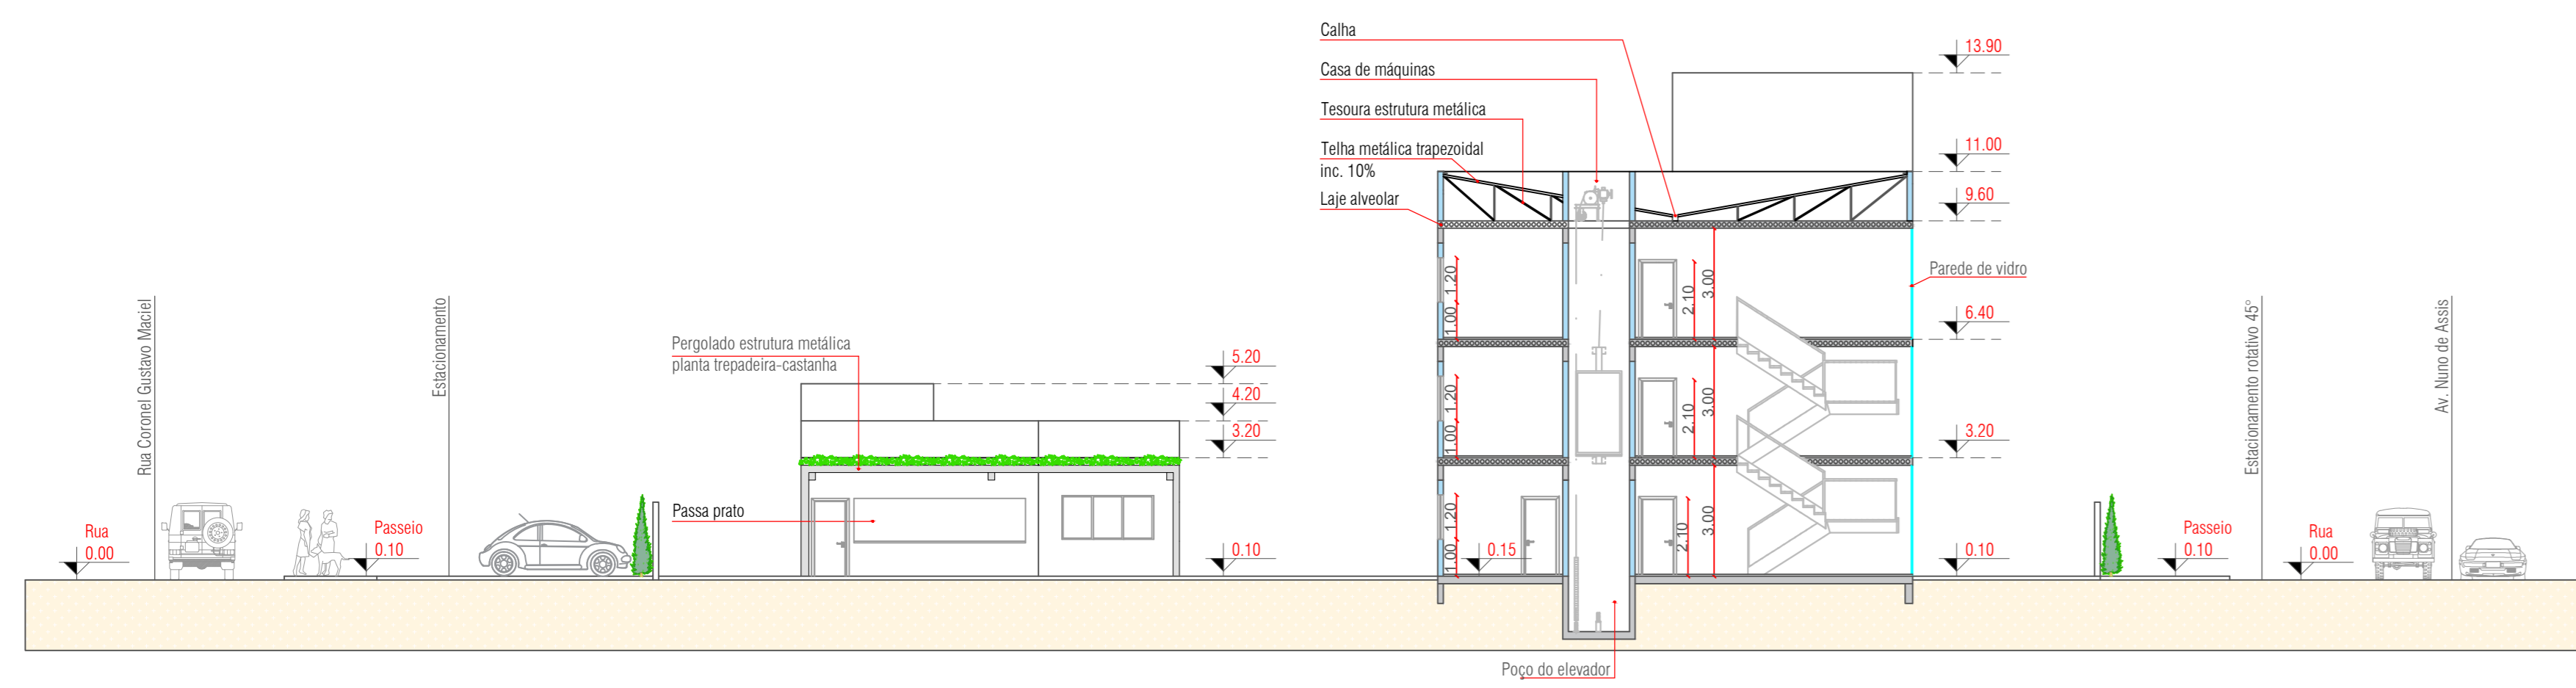 Calha
Casa de máquinas
Tesoura estrutura metálica
Telha metálica trapezoidal
inc. 10%
Laje alveolar
13.90
11.00
9.60
Parede de vidro
6.40
3.20
0.10
Rua Coronel Gustavo Maciel
Estacionamento
Pergolado estrutura metálica
planta trepadeira-castanha
5.20
4.20
3.20
0.10
Passa prato
Rua
0.00
Passeio
0.10
1.20
1.00
2.10
3.00
1.20
1.00
2.10
3.00
1.20
1.00
0.15
2.10
3.00
Poço do elevador
Estacionamento rotativo 45°
Av. Nuno de Assis
Passeio
0.10
Rua
0.00